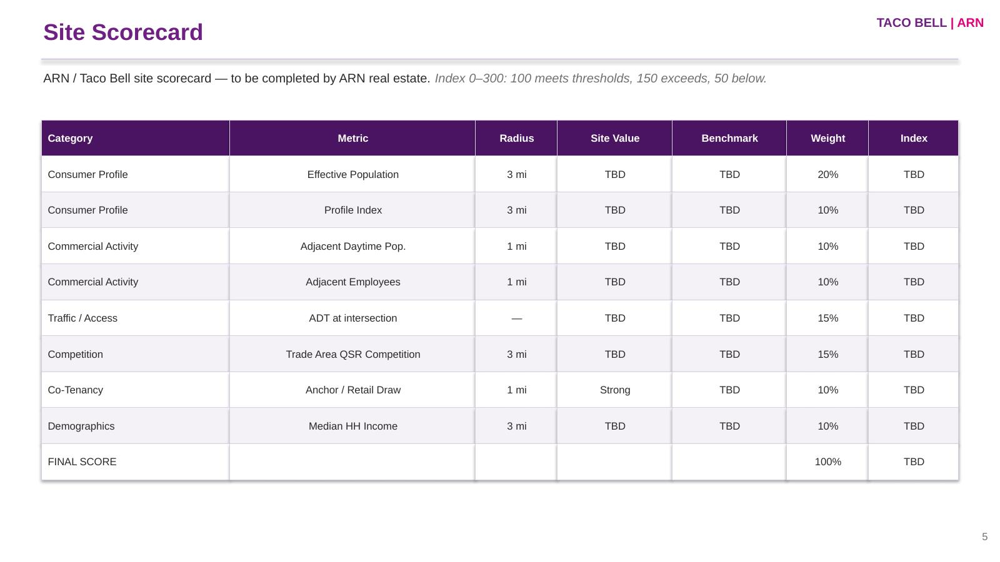 Site Scorecard
TACO BELL | ARN
ARN / Taco Bell site scorecard — to be completed by ARN real estate. Index 0–300: 100 meets thresholds, 150 exceeds, 50 below.
Category Metric Radius Site Value Benchmark Weight Index
Consumer Profile Effective Population 3 mi TBD TBD 20% TBD
Consumer Profile Profile Index 3 mi TBD TBD 10% TBD
Commercial Activity Adjacent Daytime Pop. 1 mi TBD TBD 10% TBD
Commercial Activity Adjacent Employees 1 mi TBD TBD 10% TBD
Traffic / Access ADT at intersection — TBD TBD 15% TBD
Competition Trade Area QSR Competition 3 mi TBD TBD 15% TBD
Co-Tenancy Anchor / Retail Draw 1 mi Strong TBD 10% TBD
Demographics Median HH Income 3 mi TBD TBD 10% TBD
FINAL SCORE 100% TBD
5